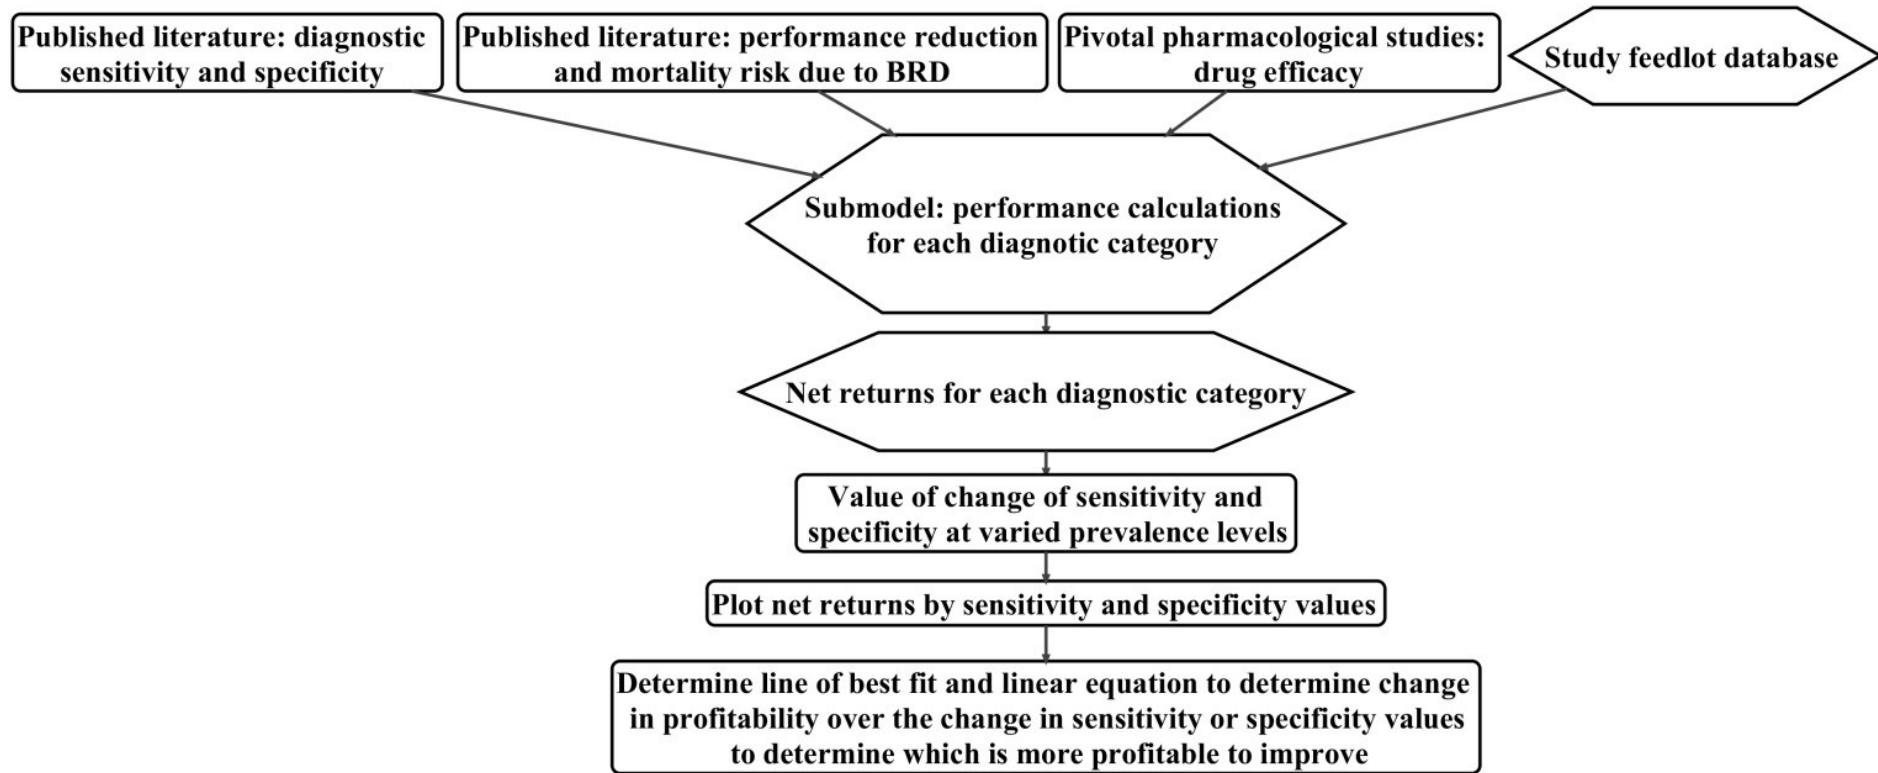 Published literature: diagnostic
sensitivity and specificity
Published literature: performance reduction
and mortality risk due to BRD
Pivotal pharmacological studies:
drug efficacy
Study feedlot database
Submodel: performance calculations
for each diagnotic category
Net returns for each diagnostic category
Value of change of sensitivity and
specificity at varied prevalence levels
Plot net returns by sensitivity and specificity values
Determine line of best fit and linear equation to determine change
in profitability over the change in sensitivity or specificity values
to determine which is more profitable to improve